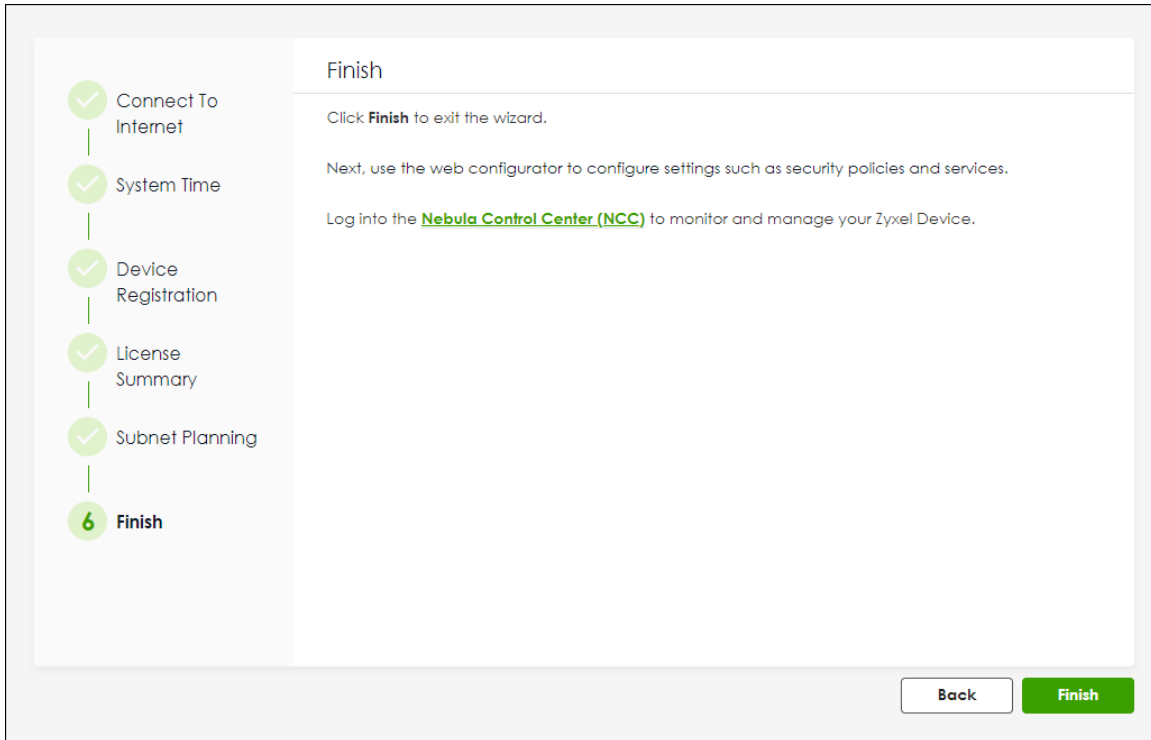 Connect To
Internet
System Time
Device
Registration
License
Summary
Subnet Planning
6 Finish
Finish
Click Finish to exit the wizard.
Next, use the web configurator to configure settings such as security policies and services.
Log into the Nebula Control Center (NCC) to monitor and manage your Zyxel Device.
Back Finish